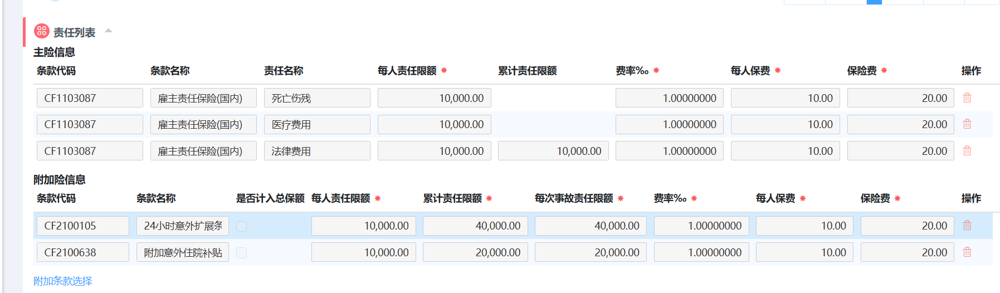 责任列表
主险信息
条款代码 条款名称 责任名称 每人责任限额 * 累计责任限额 费率‰ * 每人保费 * 保险费 * 操作
CF1103087 雇主责任保险(国内) 死亡伤残 10,000.00 1.00000000 10.00 20.00
CF1103087 雇主责任保险(国内) 医疗费用 10,000.00 1.00000000 10.00 20.00
CF1103087 雇主责任保险(国内) 法律费用 10,000.00 10,000.00 1.00000000 10.00 20.00
附加险信息
条款代码 条款名称 是否计入总保额 每人责任限额 * 累计责任限额 * 每次事故责任限额 * 费率‰ * 每人保费 * 保险费 * 操作
CF2100105 24小时意外扩展条 10,000.00 40,000.00 40,000.00 1.00000000 10.00 20.00
CF2100638 附加意外住院补贴 10,000.00 20,000.00 20,000.00 1.00000000 10.00 20.00
附加条款选择